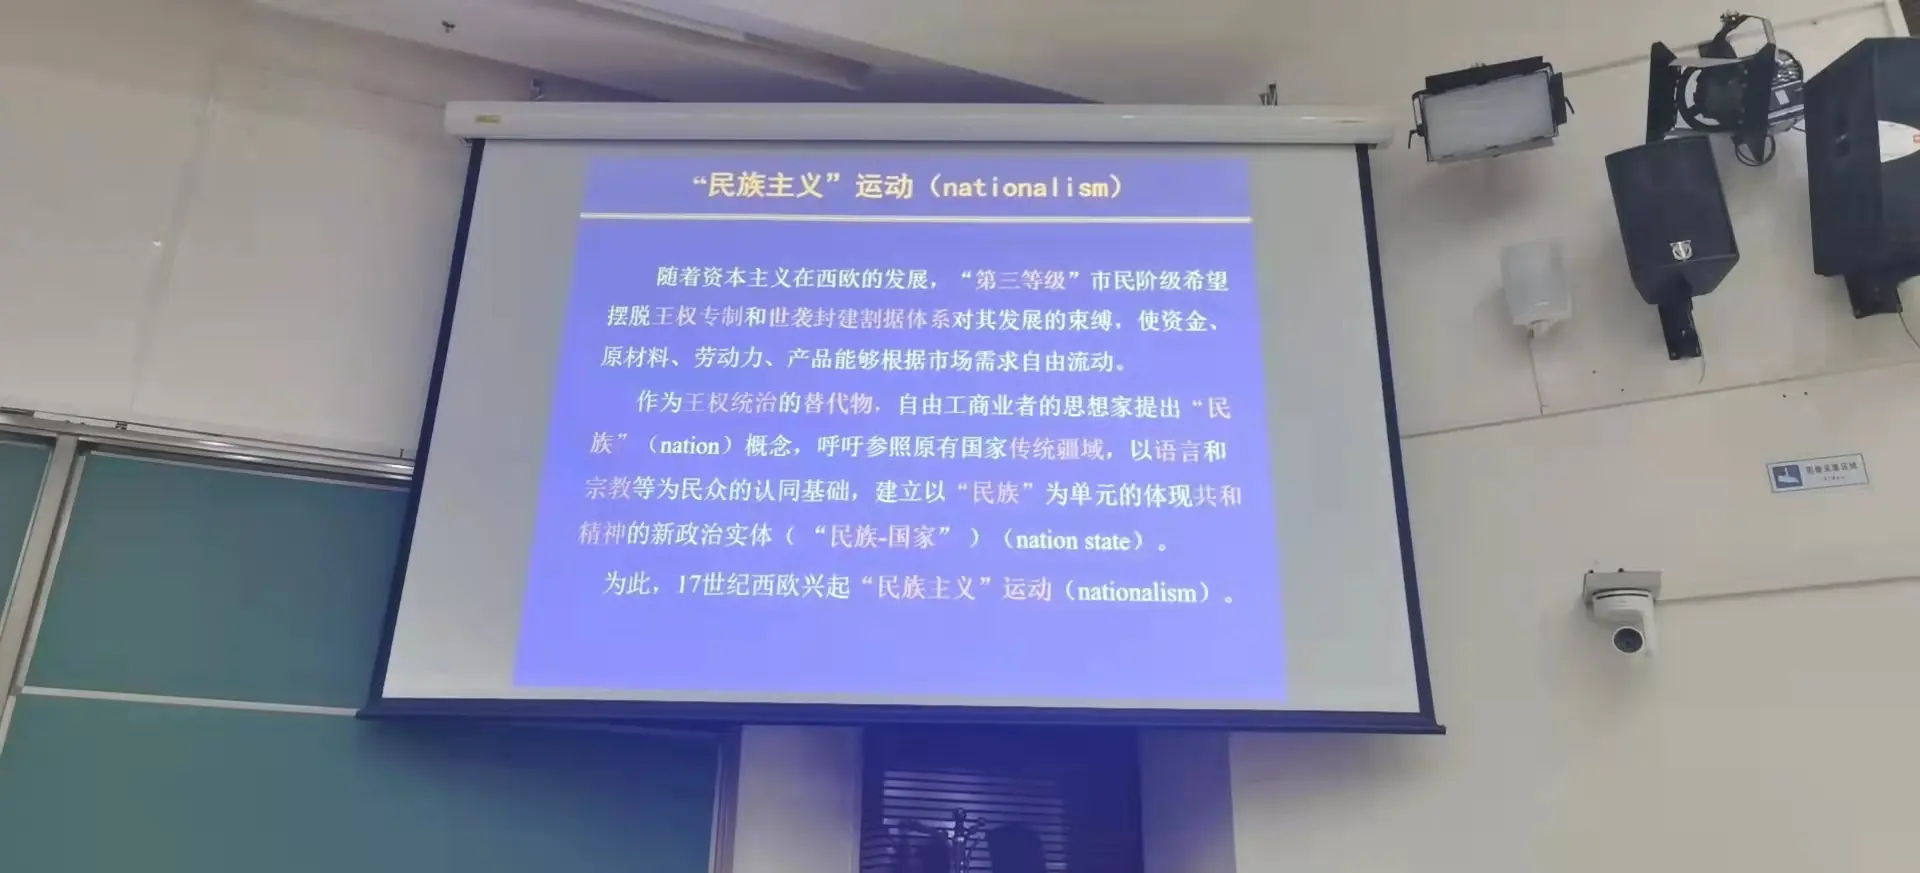 “民族主义”运动（nationalism）
随着资本主义在西欧的发展，“第三等级”市民阶级希望
摆脱王权专制和世袭封建割据体系对其发展的束缚，使资金、
原材料、劳动力、产品能够根据市场需求自由流动。
作为王权统治的替代物，自由工商业者的思想家提出“民
族”（nation）概念，呼吁参照原有国家传统疆域，以语言和
宗教等为民众的认同基础，建立以“民族”为单元的体现共和
精神的新政治实体（“民族-国家”）（nation state）。
为此，17世纪西欧兴起“民族主义”运动（nationalism）。